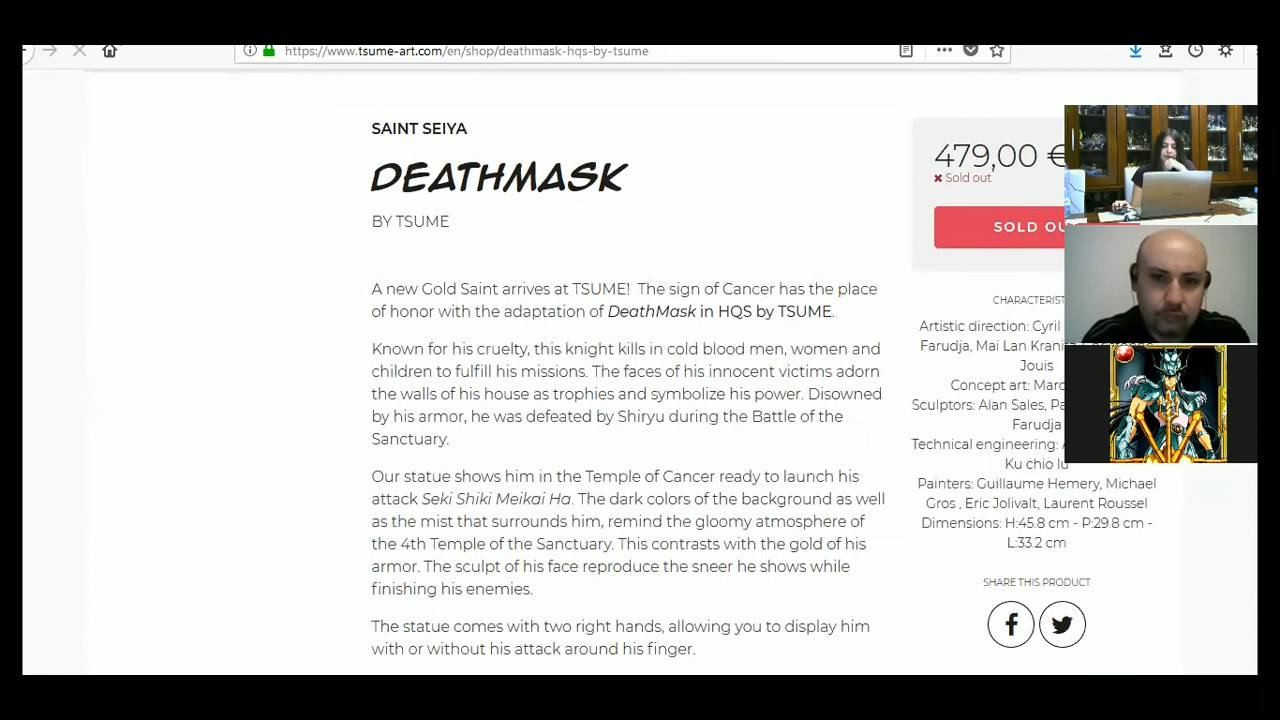 https://www.tsume-art.com/en/shop/deathmask-hqs-by-tsume
SAINT SEIYA
DEATHMASK
BY TSUME
A new Gold Saint arrives at TSUME! The sign of Cancer has the place
of honor with the adaptation of DeathMask in HQS by TSUME.
Known for his cruelty, this knight kills in cold blood men, women and
children to fulfill his missions. The faces of his innocent victims adorn
the walls of his house as trophies and symbolize his power. Disowned
by his armor, he was defeated by Shiryu during the Battle of the
Sanctuary.
Our statue shows him in the Temple of Cancer ready to launch his
attack Seki Shiki Meikai Ha. The dark colors of the background as well
as the mist that surrounds him, remind the gloomy atmosphere of
the 4th Temple of the Sanctuary. This contrasts with the gold of his
armor. The sculpt of his face reproduce the sneer he shows while
finishing his enemies.
The statue comes with two right hands, allowing you to display him
with or without his attack around his finger.
479,00 €
Sold out
SOLD OU
CHARACTERIST
Artistic direction: Cyril
Farudja, Mai Lan
Jouis
Concept art: Marc
Sculptors: Alan Sales, Pa
Farudja
Technical engineering:
Ku chio lu
Painters: Guillaume Hemery, Michael
Gros , Eric Jolivalt, Laurent Roussel
Dimensions: H:45.8 cm - P:29.8 cm -
L:33.2 cm
SHARE THIS PRODUCT